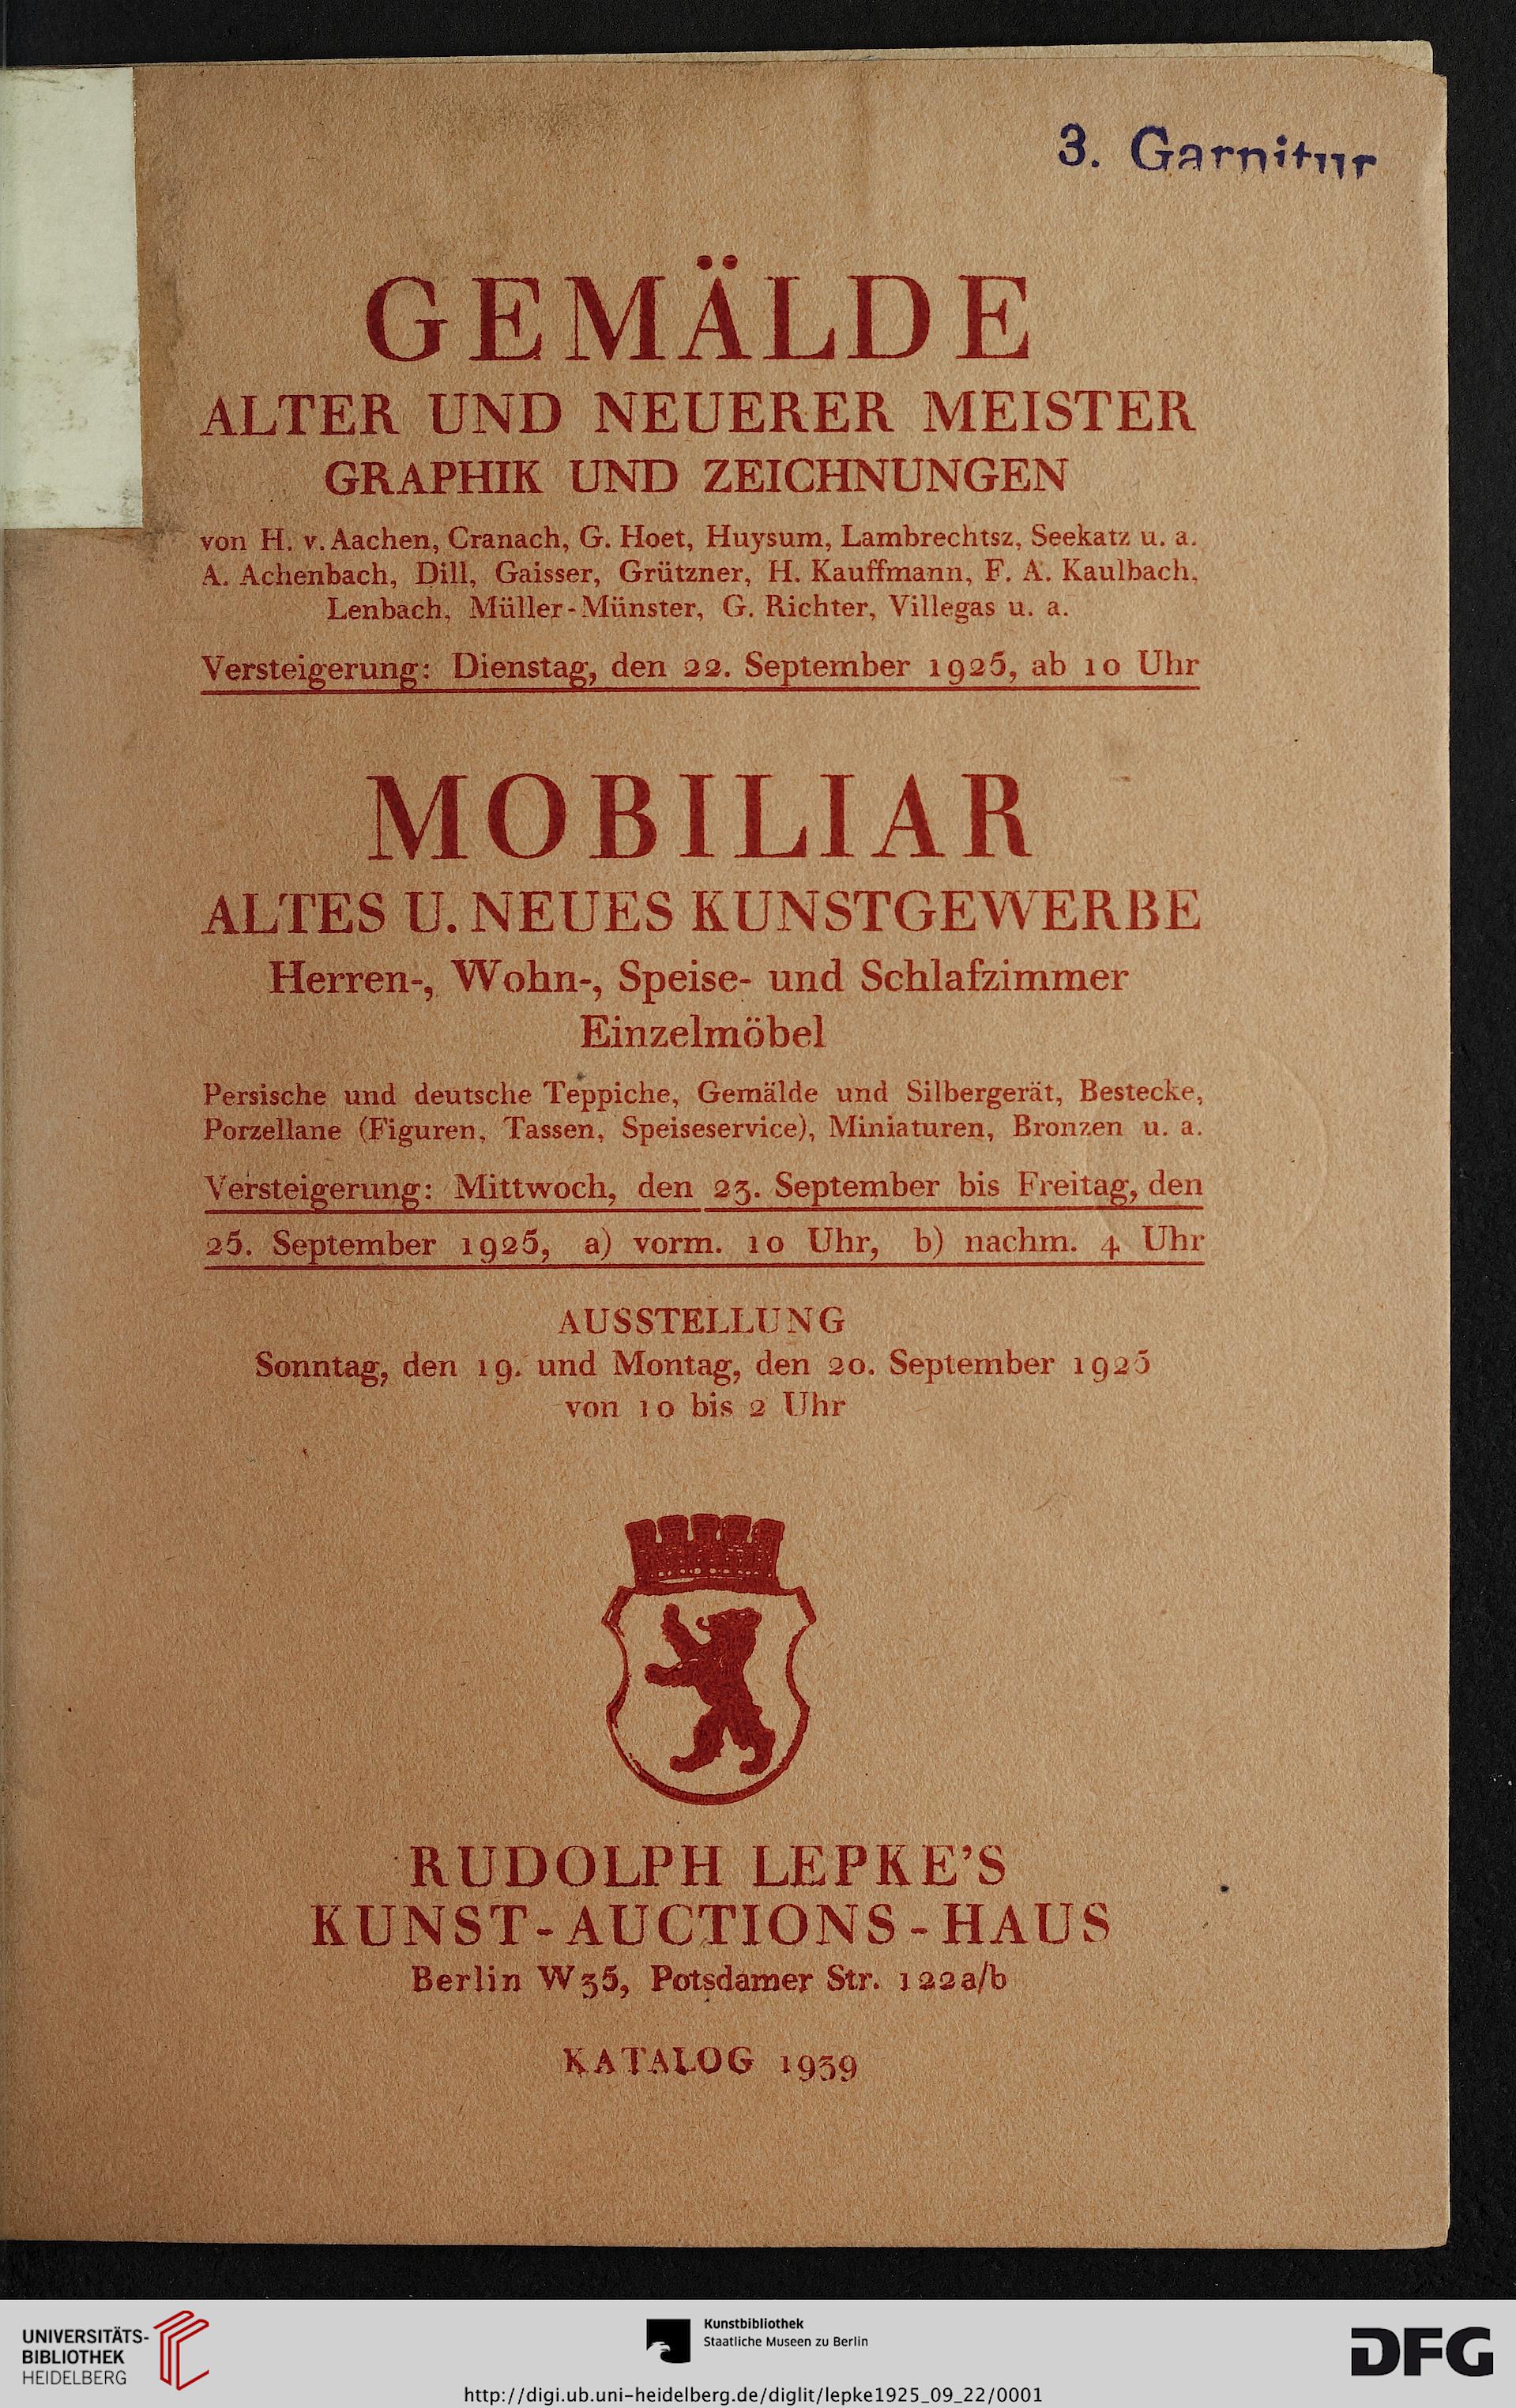 3. Garnitur
GEMÄLDE
ALTER UND NEUERER MEISTER
GRAPHIK UND ZEICHNUNGEN
von H. v. Aachen, Cranach, G. Hoet, Huysum, Lambrechtsz, Seekatz u. a.
A. Achenbach, Dill, Gaisser, Grützner, H. Kauffmann, F. A. Kaulbach,
Lenbach, Müller-Münster, G. Richter, Villegas u. a.
Versteigerung: Dienstag, den 22. September 1925, ab 10 Uhr
MOBILIAR
ALTES U. NEUES KUNSTGEWERBE
Herren-, Wohn-, Speise- und Schlafzimmer
Einzelmöbel
Persische und deutsche Teppiche, Gemälde und Silbergerät, Bestecke,
Porzellane (Figuren, Tassen, Speiseservice), Miniaturen, Bronzen u. a.
Versteigerung: Mittwoch, den 23. September bis Freitag, den
25. September 1925, a) vorm. 10 Uhr, b) nachm. 4 Uhr
AUSSTELLUNG
Sonntag, den 19. und Montag, den 20. September 1925
von 10 bis 2 Uhr
RUDOLPH LEPKE'S
KUNST-AUCTIONS-HAUS
Berlin W35, Potsdamer Str. 122a/b
KATALOG 1939
UNIVERSITÄTS-
BIBLIOTHEK
HEIDELBERG
Kunstbibliothek
Staatliche Museen zu Berlin
DFG
http://digi.ub.uni-heidelberg.de/diglit/lepke1925_09_22/0001